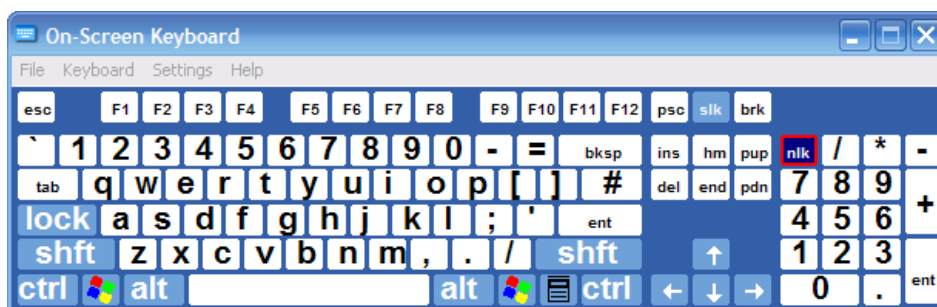 On-Screen Keyboard
File Keyboard Settings Help
esc F1 F2 F3 F4 F5 F6 F7 F8 F9 F10 F11 F12 psc slk brk
` 1 2 3 4 5 6 7 8 9 0 - = bksp ins hm pup nlk / * -
tab q w e r t y u i o p [ ] # del end pdn 7 8 9 +
lock a s d f g h j k l ; ' ent 4 5 6
shft z x c v b n m , . / shft ↑ 1 2 3 ent
ctrl alt alt ctrl ← ↓ → 0 .